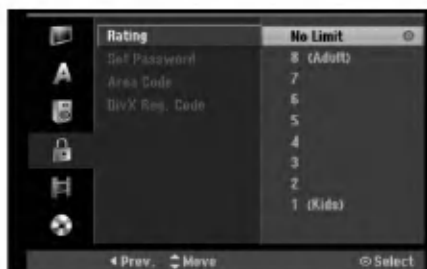 Rating
Set Password
Area Code
DivX Reg. Code
A
No Limit
8 (Adult)
7
6
5
4
3
2
1 (Kids)
Prev. Move Select